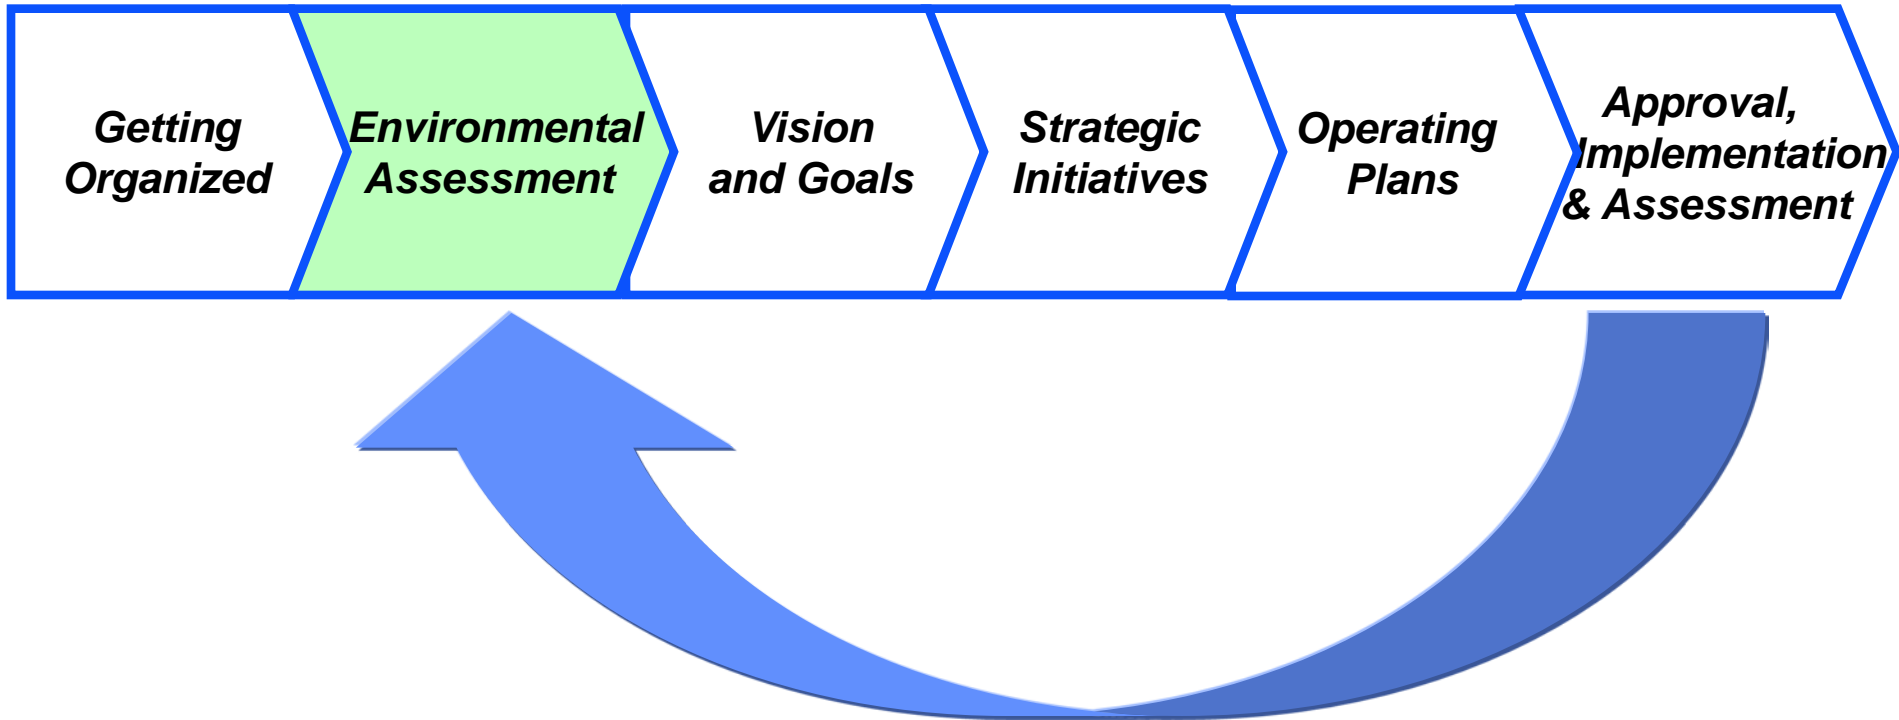 Getting
Organized
Environmental
Assessment
Vision
and Goals
Strategic
Initiatives
Operating
Plans
Approval,
Implementation
& Assessment